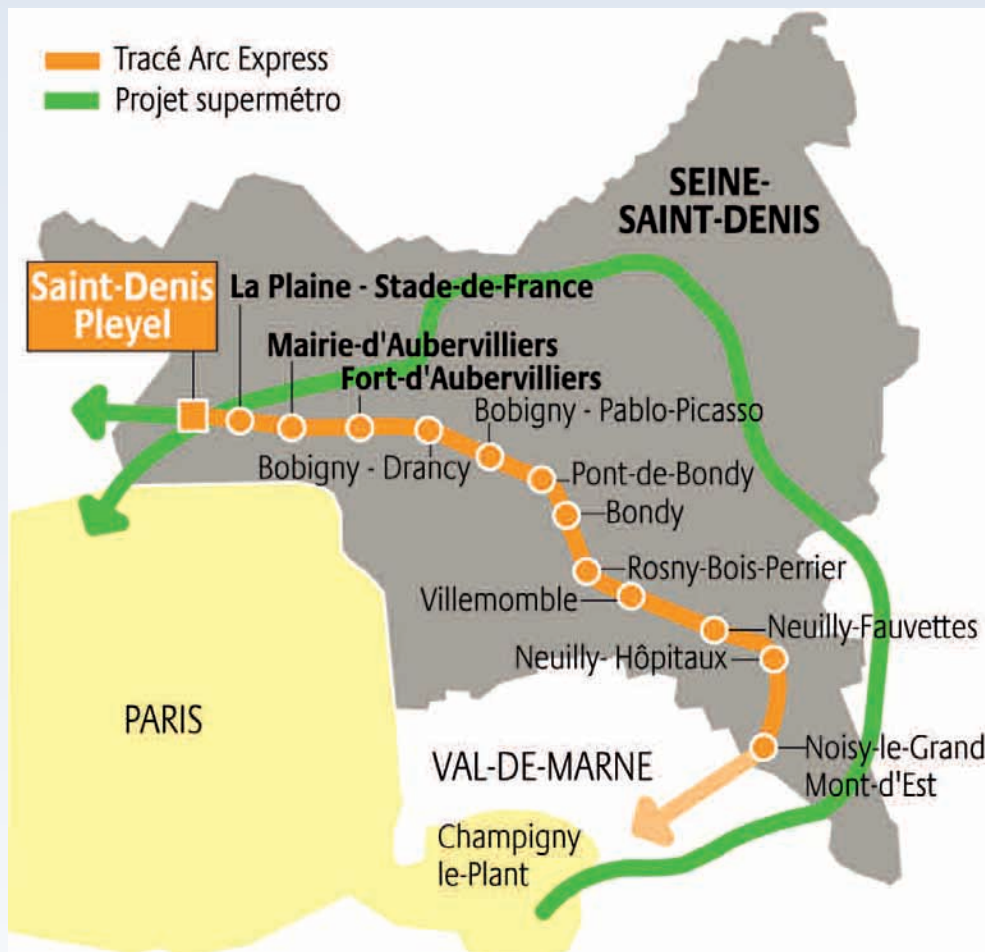 Tracé Arc Express
Projet supermétro
SEINE-
SAINT-DENIS
Saint-Denis
Pleyel
La Plaine - Stade-de-France
Mairie-d'Aubervilliers
Fort-d'Aubervilliers
Bobigny - Pablo-Picasso
Bobigny - Drancy
Pont-de-Bondy
Bondy
Rosny-Bois-Perrier
Villemomble
Neuilly-Fauvettes
Neuilly- Hôpitaux
PARIS
Noisy-le-Grand
Mont-d'Est
VAL-DE-MARNE
Champigny
le-Plant